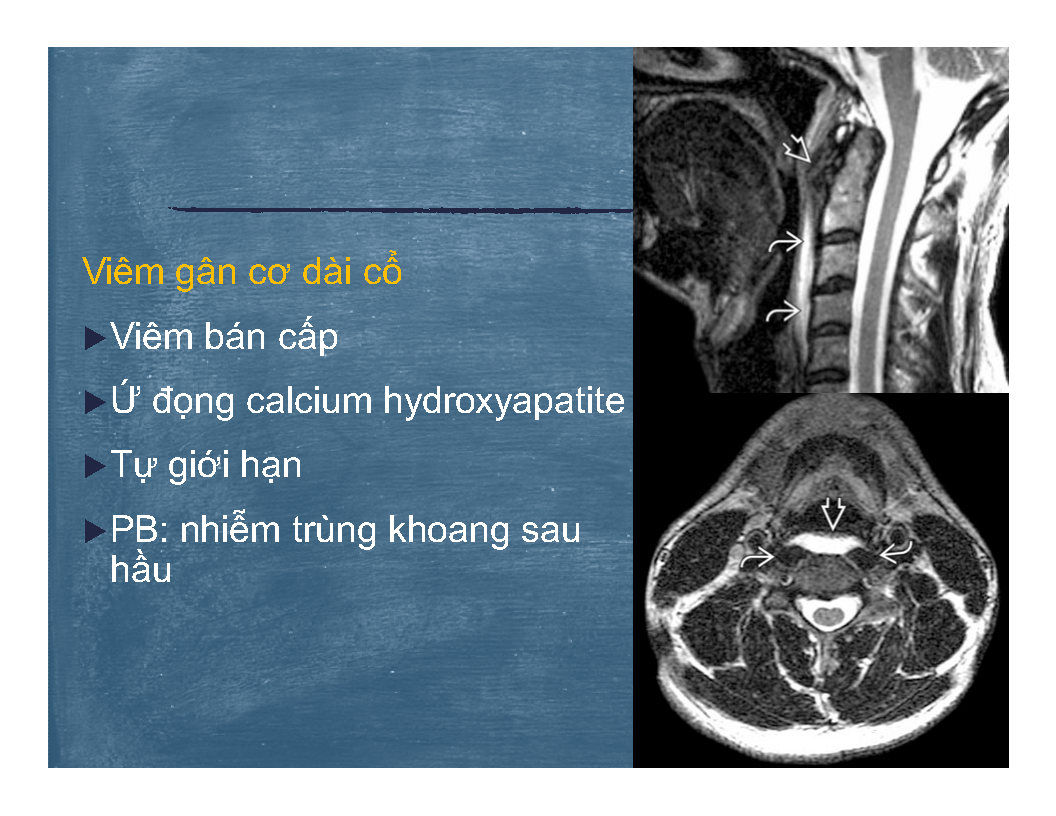 Viêm gân cơ dài cổ
Viêm bán cấp
Ứ đọng calcium hydroxyapatite
Tự giới hạn
PB: nhiễm trùng khoang sau
hầu